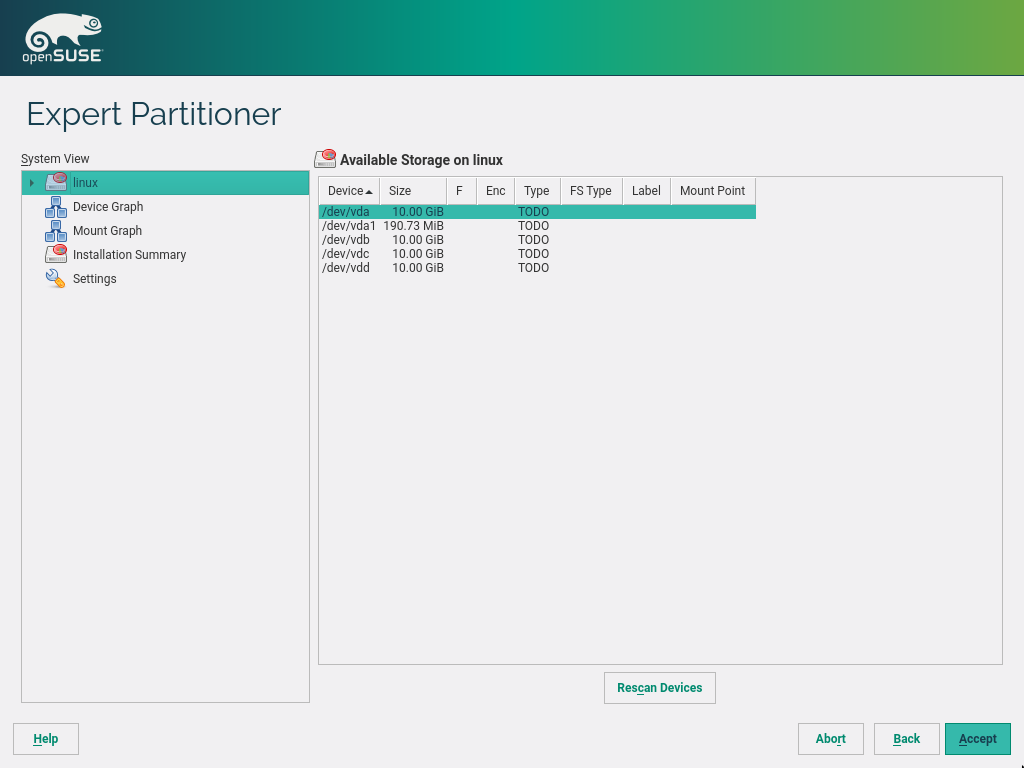 openSUSE
Expert Partitioner
System View
linux
Device Graph
Mount Graph
Installation Summary
Settings
Available Storage on linux
Device Size F Enc Type FS Type Label Mount Point
/dev/vda 10.00 GiB TODO
/dev/vda1 190.73 MiB TODO
/dev/vdb 10.00 GiB TODO
/dev/vdc 10.00 GiB TODO
/dev/vdd 10.00 GiB TODO
Rescan Devices
Help Abort Back Accept